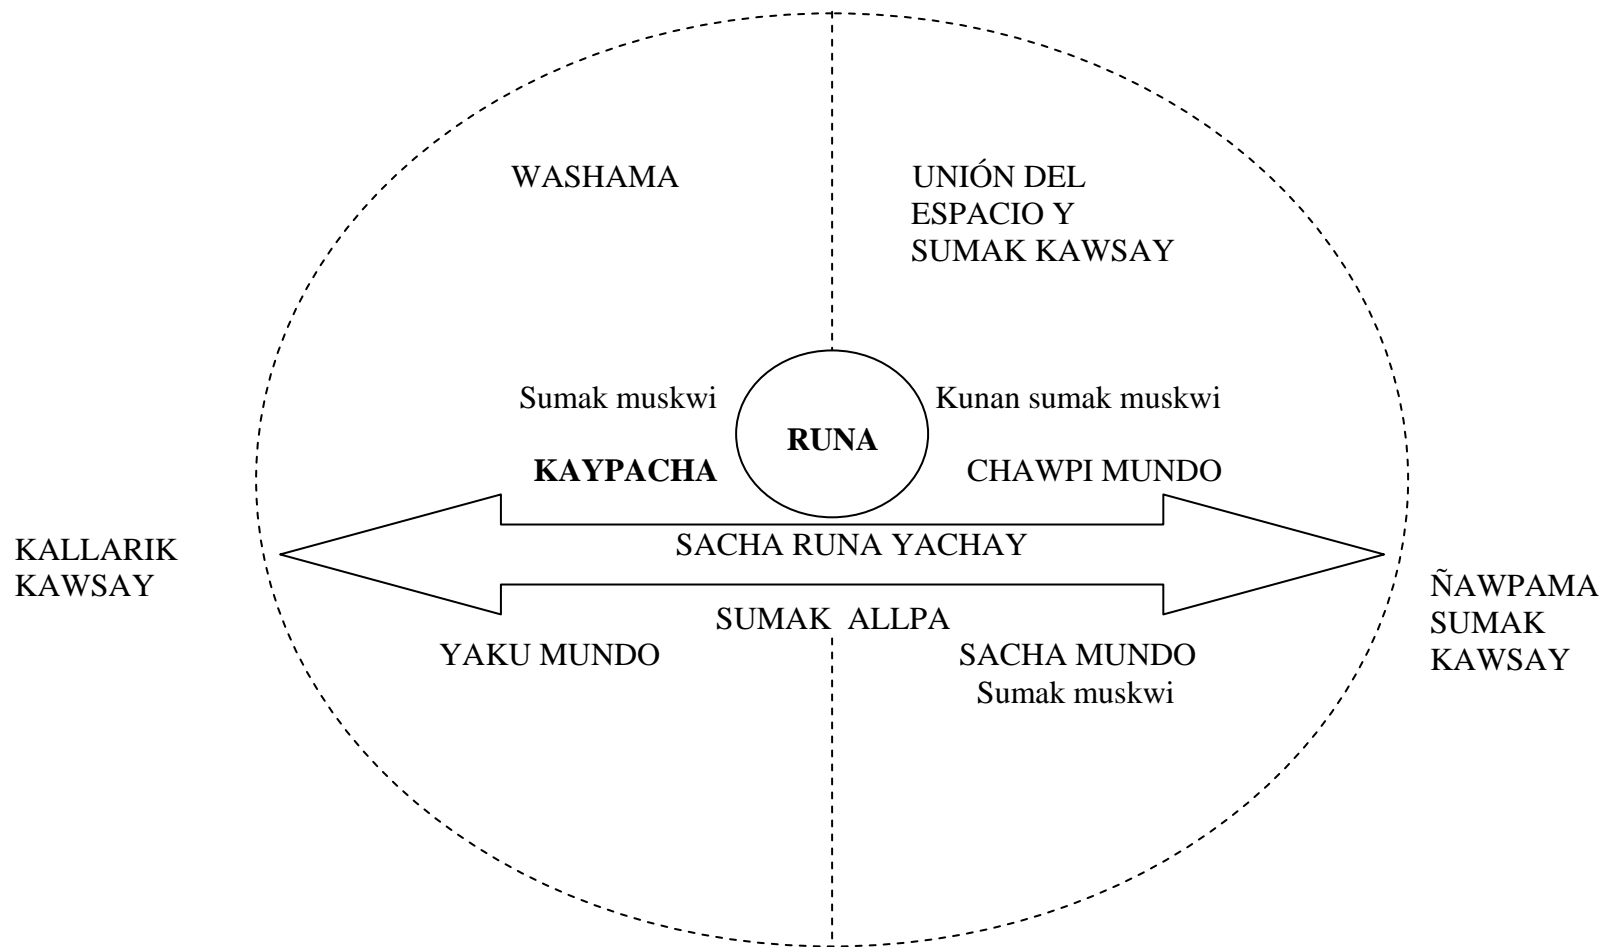 WASHAMA
UNIÓN DEL
ESPACIO Y
SUMAK KAWSAY
Sumak muskwi
Kunan sumak muskwi
RUNA
KAYPACHA
CHAWPI MUNDO
KALLARIK
KAWSAY
SACHA RUNA YACHAY
ÑAWPAMA
SUMAK
KAWSAY
SUMAK ALLPA
YAKU MUNDO
SACHA MUNDO
Sumak muskwi